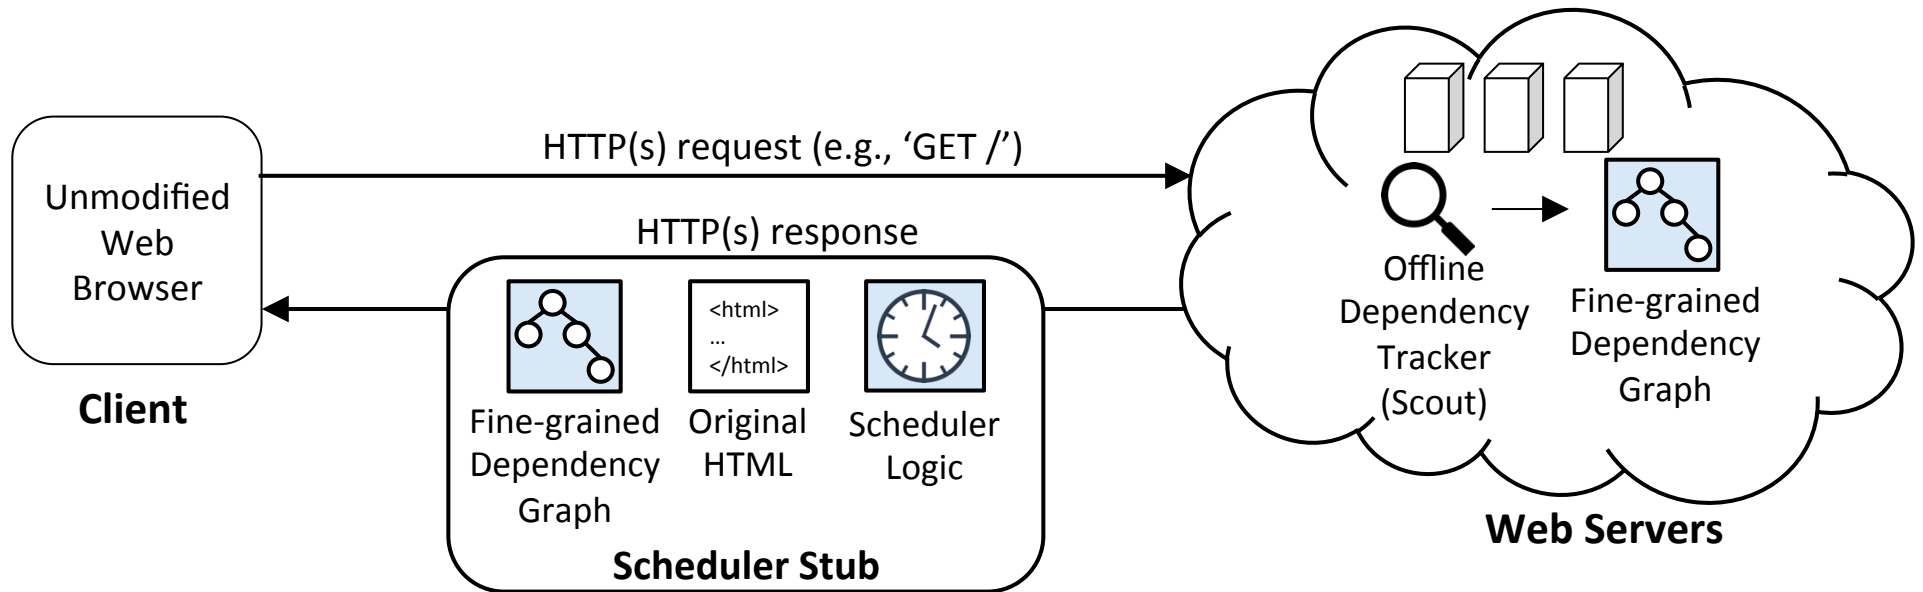 Unmodified
Web
Browser
Client
HTTP(s) request (e.g., ‘GET /’)
HTTP(s) response
<html>
...
</html>
Fine-grained
Dependency
Graph
Original
HTML
Scheduler
Logic
Scheduler Stub
Offline
Dependency
Tracker
(Scout)
Fine-grained
Dependency
Graph
Web Servers